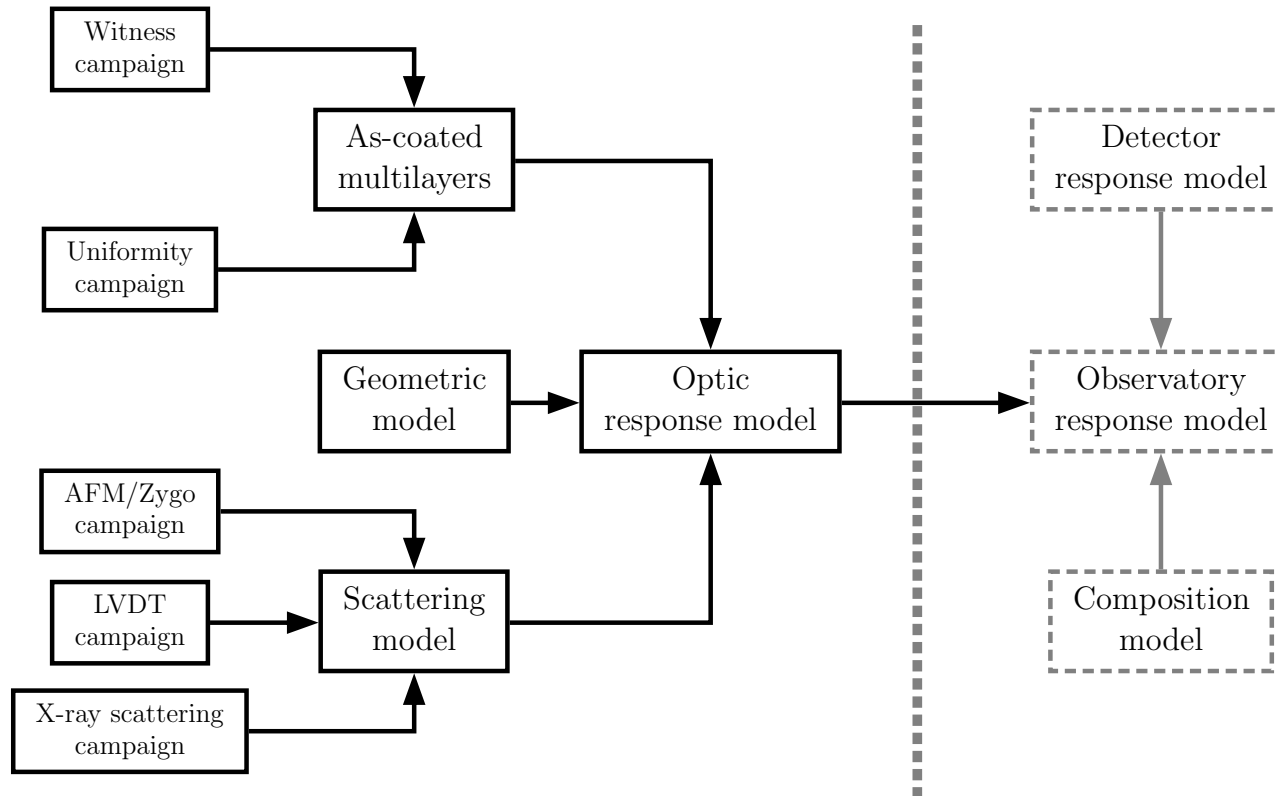 Witness
campaign
As-coated
multilayers
Uniformity
campaign
Geometric
model
Optic
response model
AFM/Zygo
campaign
LVDT
campaign
X-ray scattering
campaign
Scattering
model
Detector
response model
Observatory
response model
Composition
model